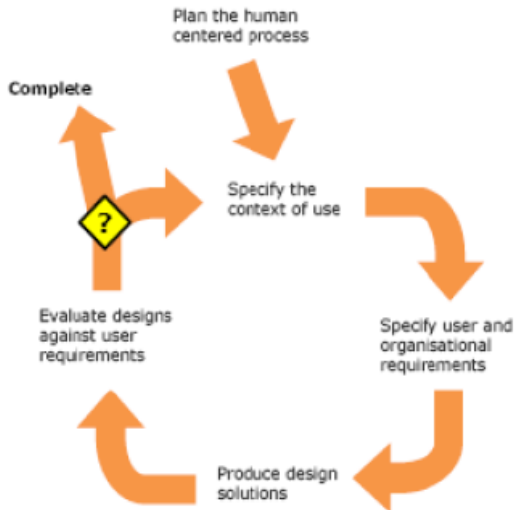 Plan the human
centered process
Complete
Specify the
context of use
?
Evaluate designs
against user
requirements
Specify user and
organisational
requirements
Produce design
solutions